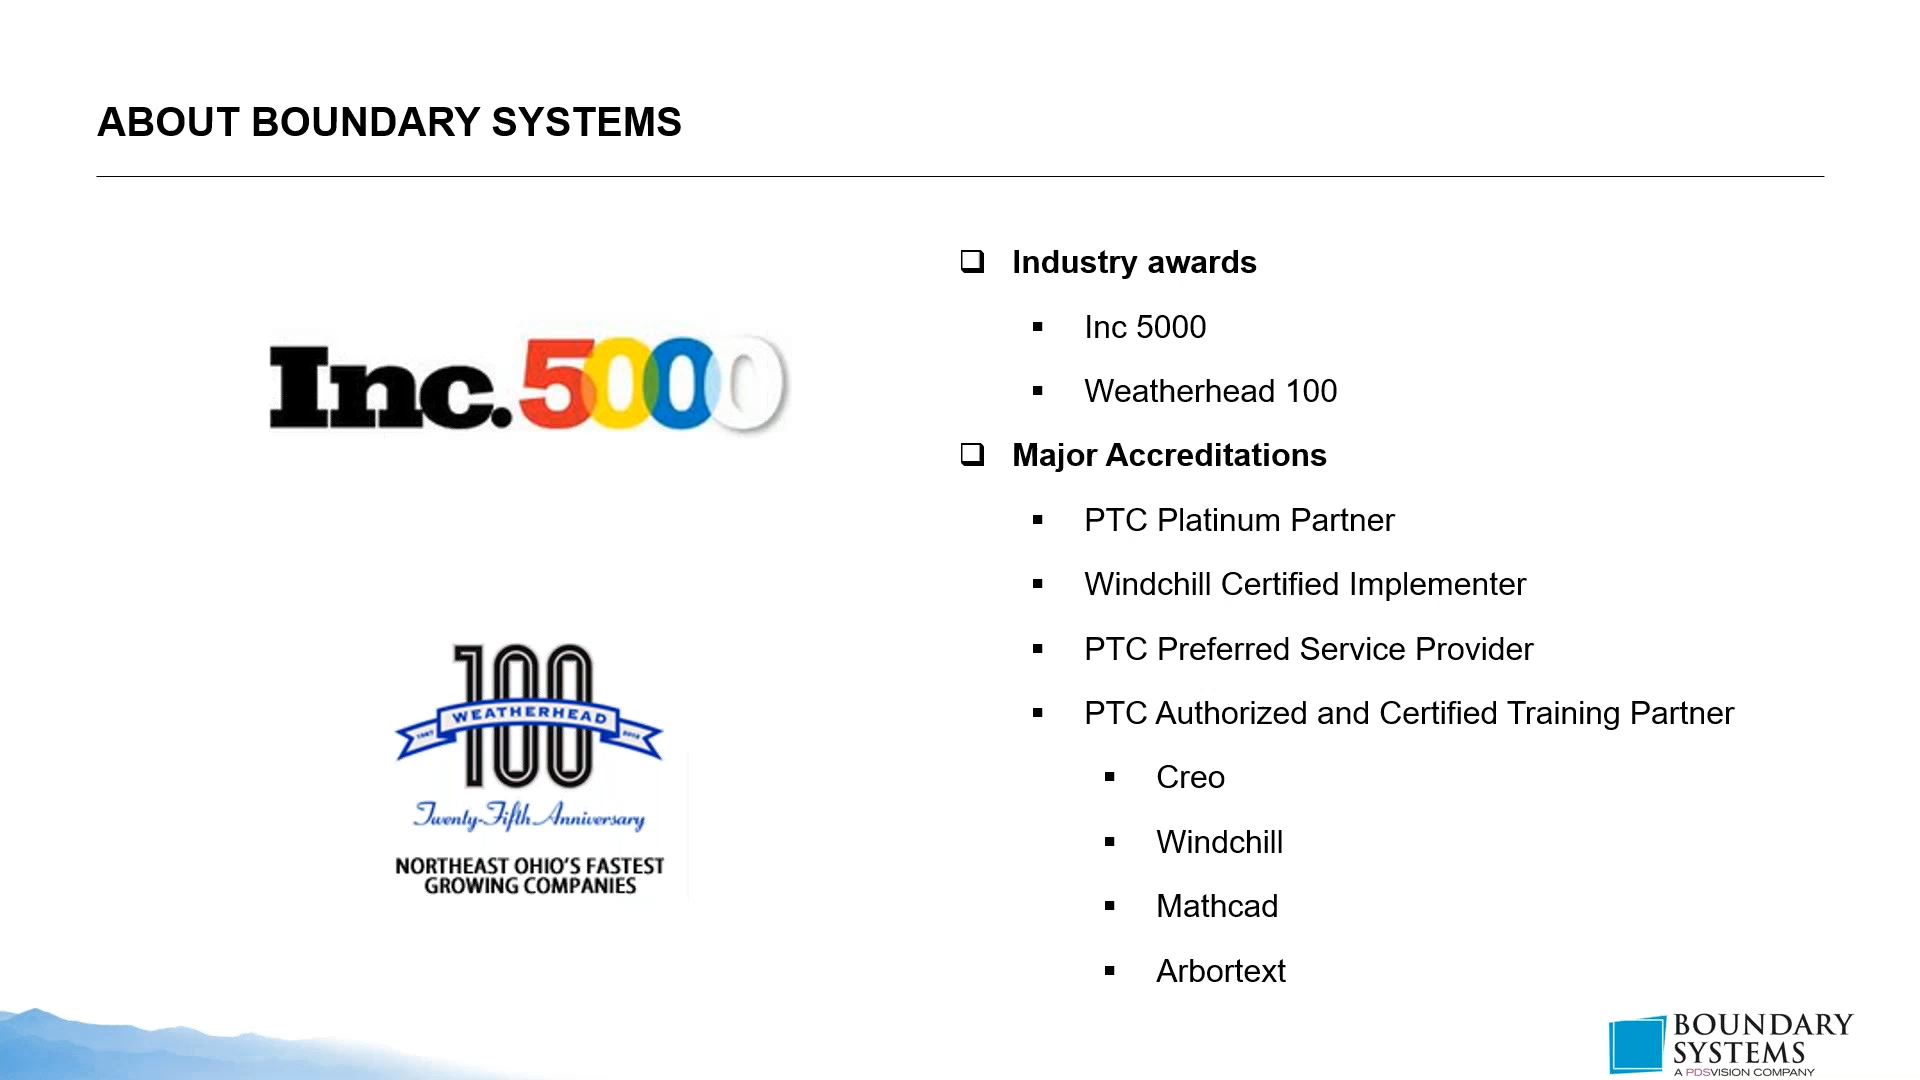 ABOUT BOUNDARY SYSTEMS
Inc.5000
100
WEATHERHEAD
Twenty-Fifth Anniversary
NORTHEAST OHIO'S FASTEST
GROWING COMPANIES
Industry awards
Inc 5000
Weatherhead 100
Major Accreditations
PTC Platinum Partner
Windchill Certified Implementer
PTC Preferred Service Provider
PTC Authorized and Certified Training Partner
Creo
Windchill
Mathcad
Arbortext
BOUNDARY
SYSTEMS
A PDSVISION COMPANY